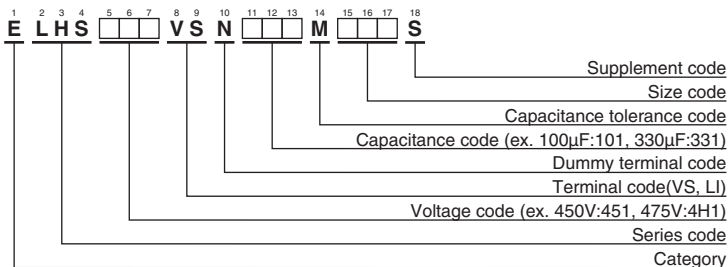 1 2 3 4 5 6 7 8 9 10 11 12 13 14 15 16 17 18
E L H S □□□ V S N □□□ M □□□ S
Supplement code
Size code
Capacitance tolerance code
Capacitance code (ex. 100µF:101, 330µF:331)
Dummy terminal code
Terminal code(VS, LI)
Voltage code (ex. 450V:451, 475V:4H1)
Series code
Category